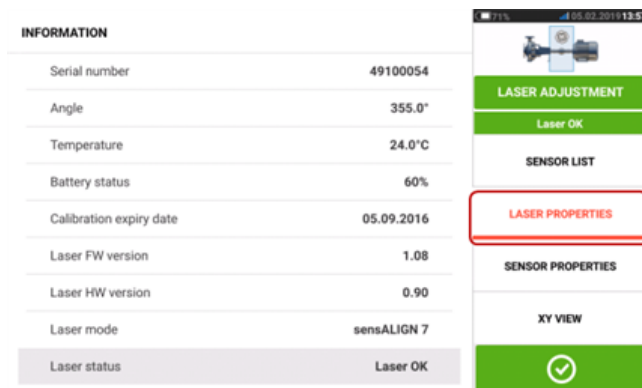 INFORMATION
Serial number 49100054
Angle 355.0°
Temperature 24.0°C
Battery status 60%
Calibration expiry date 05.09.2016
Laser FW version 1.08
Laser HW version 0.90
Laser mode sensALIGN 7
Laser status Laser OK
71% 05.02.2019 13:57
LASER ADJUSTMENT
Laser OK
SENSOR LIST
LASER PROPERTIES
SENSOR PROPERTIES
XY VIEW